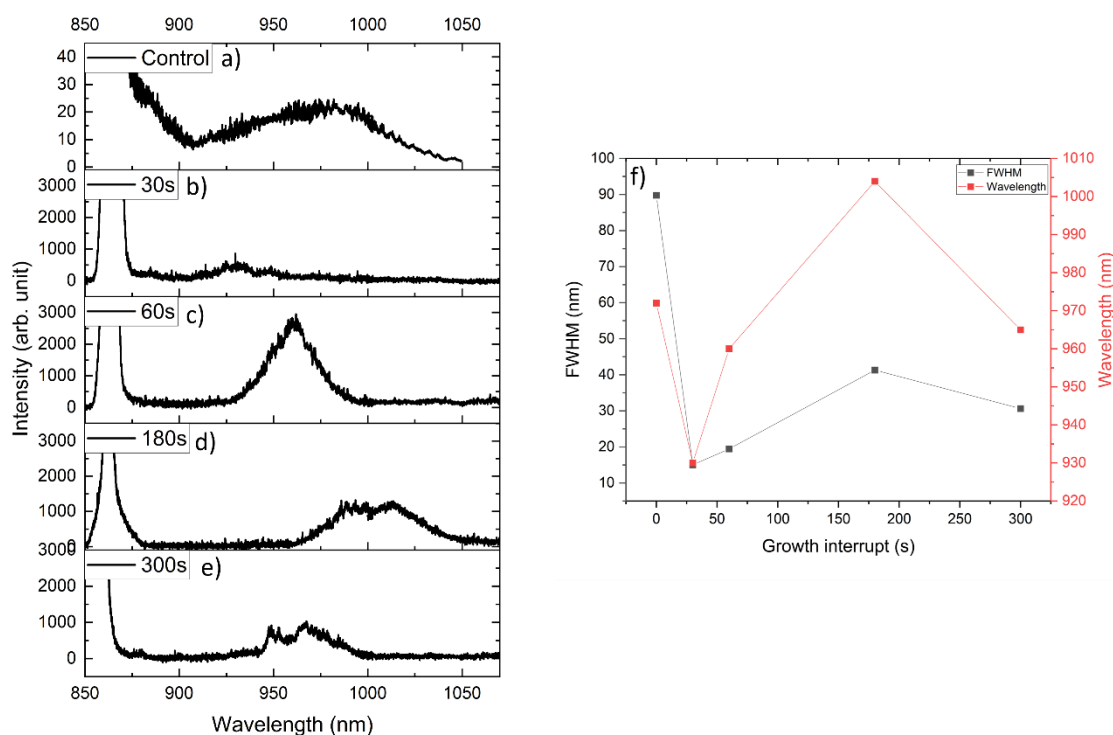 850 900 950 1000 1050
Control a)
40
30
20
10
0
30s b)
3000
2000
1000
0
60s c)
3000
2000
1000
0
180s d)
3000
2000
1000
0
300s e)
3000
2000
1000
0
850 900 950 1000 1050
Wavelength (nm)
Intensity (arb. unit)
f)
FWHM
Wavelength
100
90
80
70
60
50
40
30
20
10
FWHM (nm)
1010
1000
990
980
970
960
950
940
930
920
Wavelength (nm)
0 50 100 150 200 250 300
Growth interrupt (s)